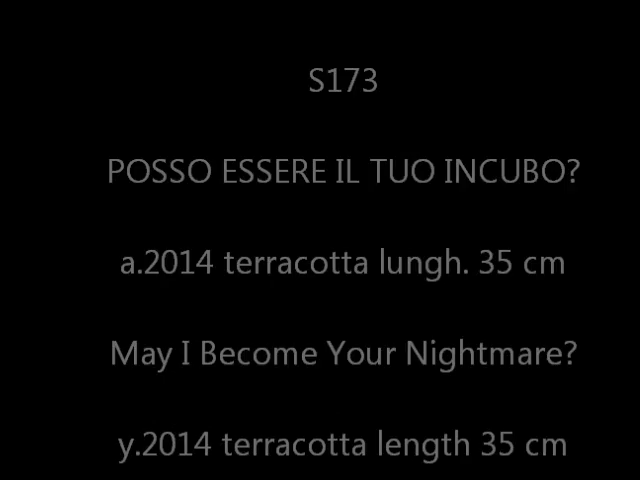 S173
POSSO ESSERE IL TUO INCUBO?
a.2014 terracotta lungh. 35 cm
May I Become Your Nightmare?
y.2014 terracotta length 35 cm